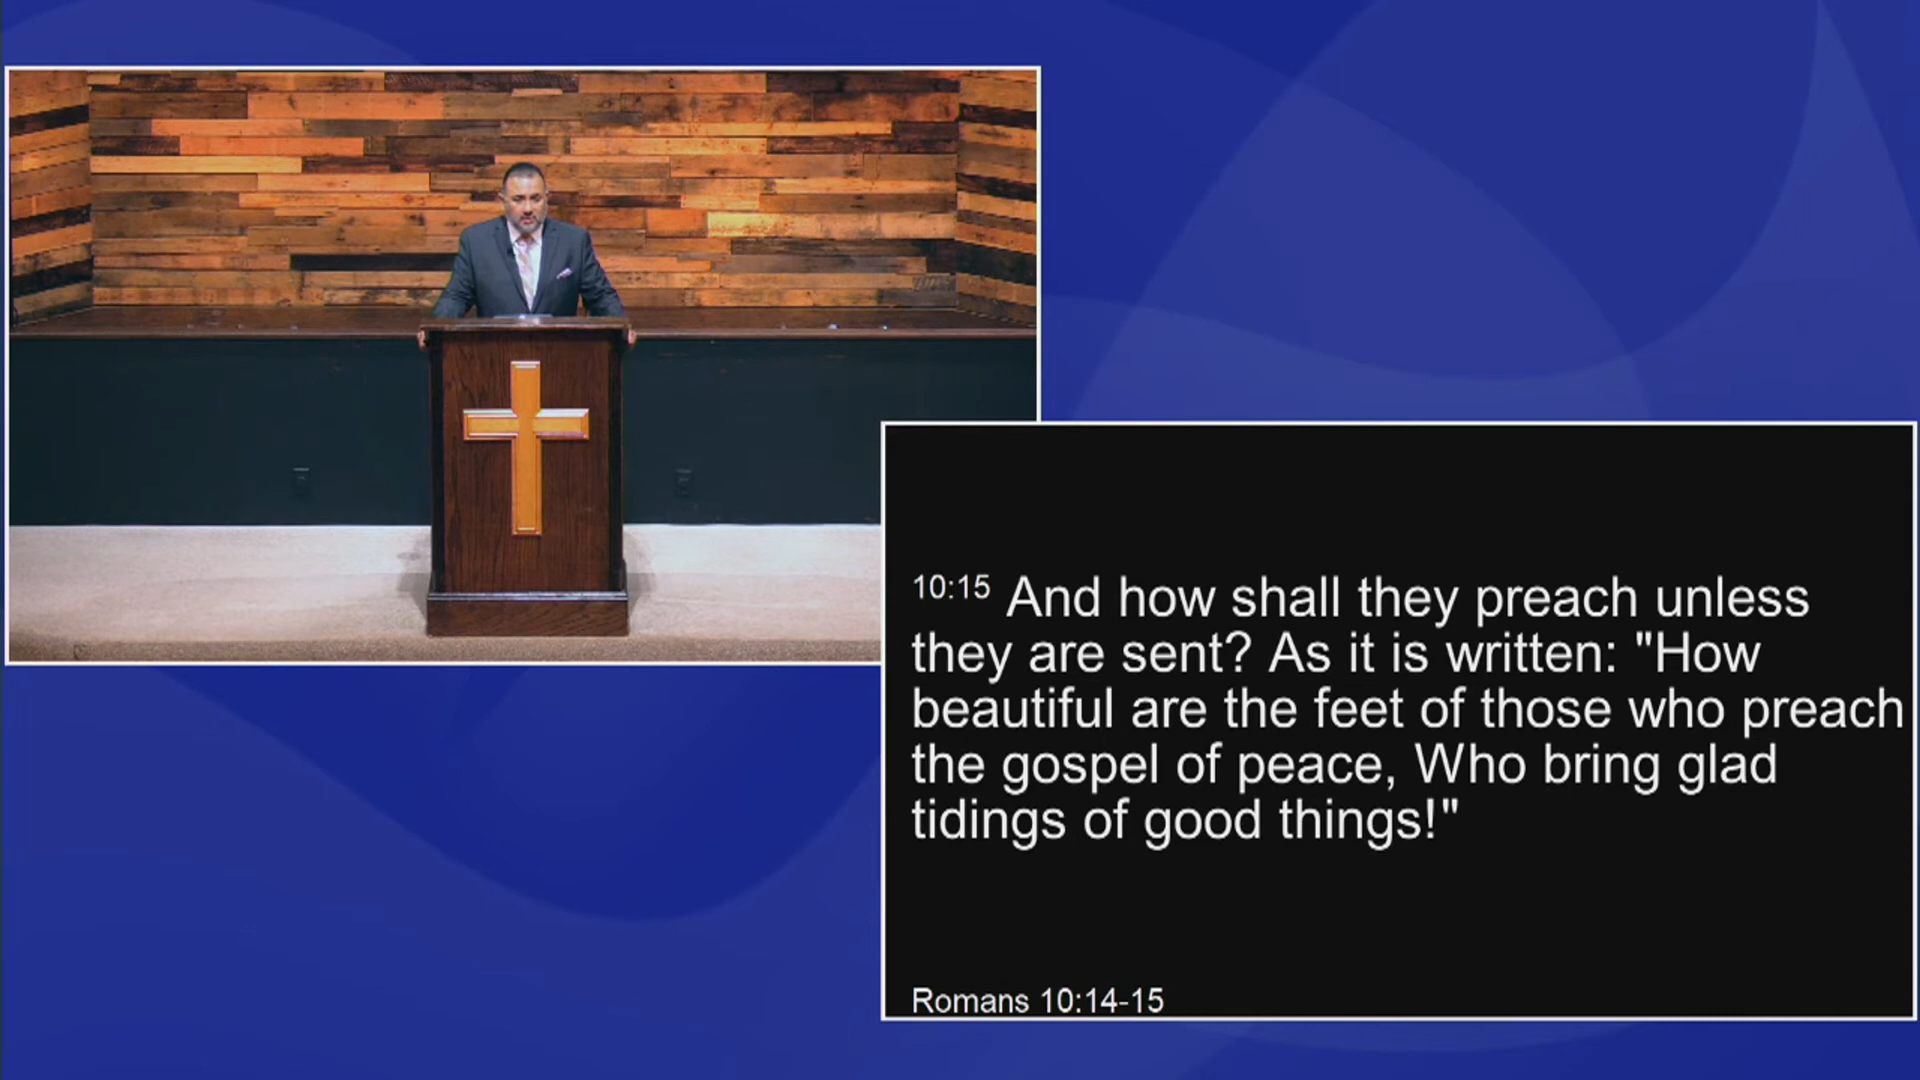 10:15 And how shall they preach unless
they are sent? As it is written: "How
beautiful are the feet of those who preach
the gospel of peace, Who bring glad
tidings of good things!"
Romans 10:14-15